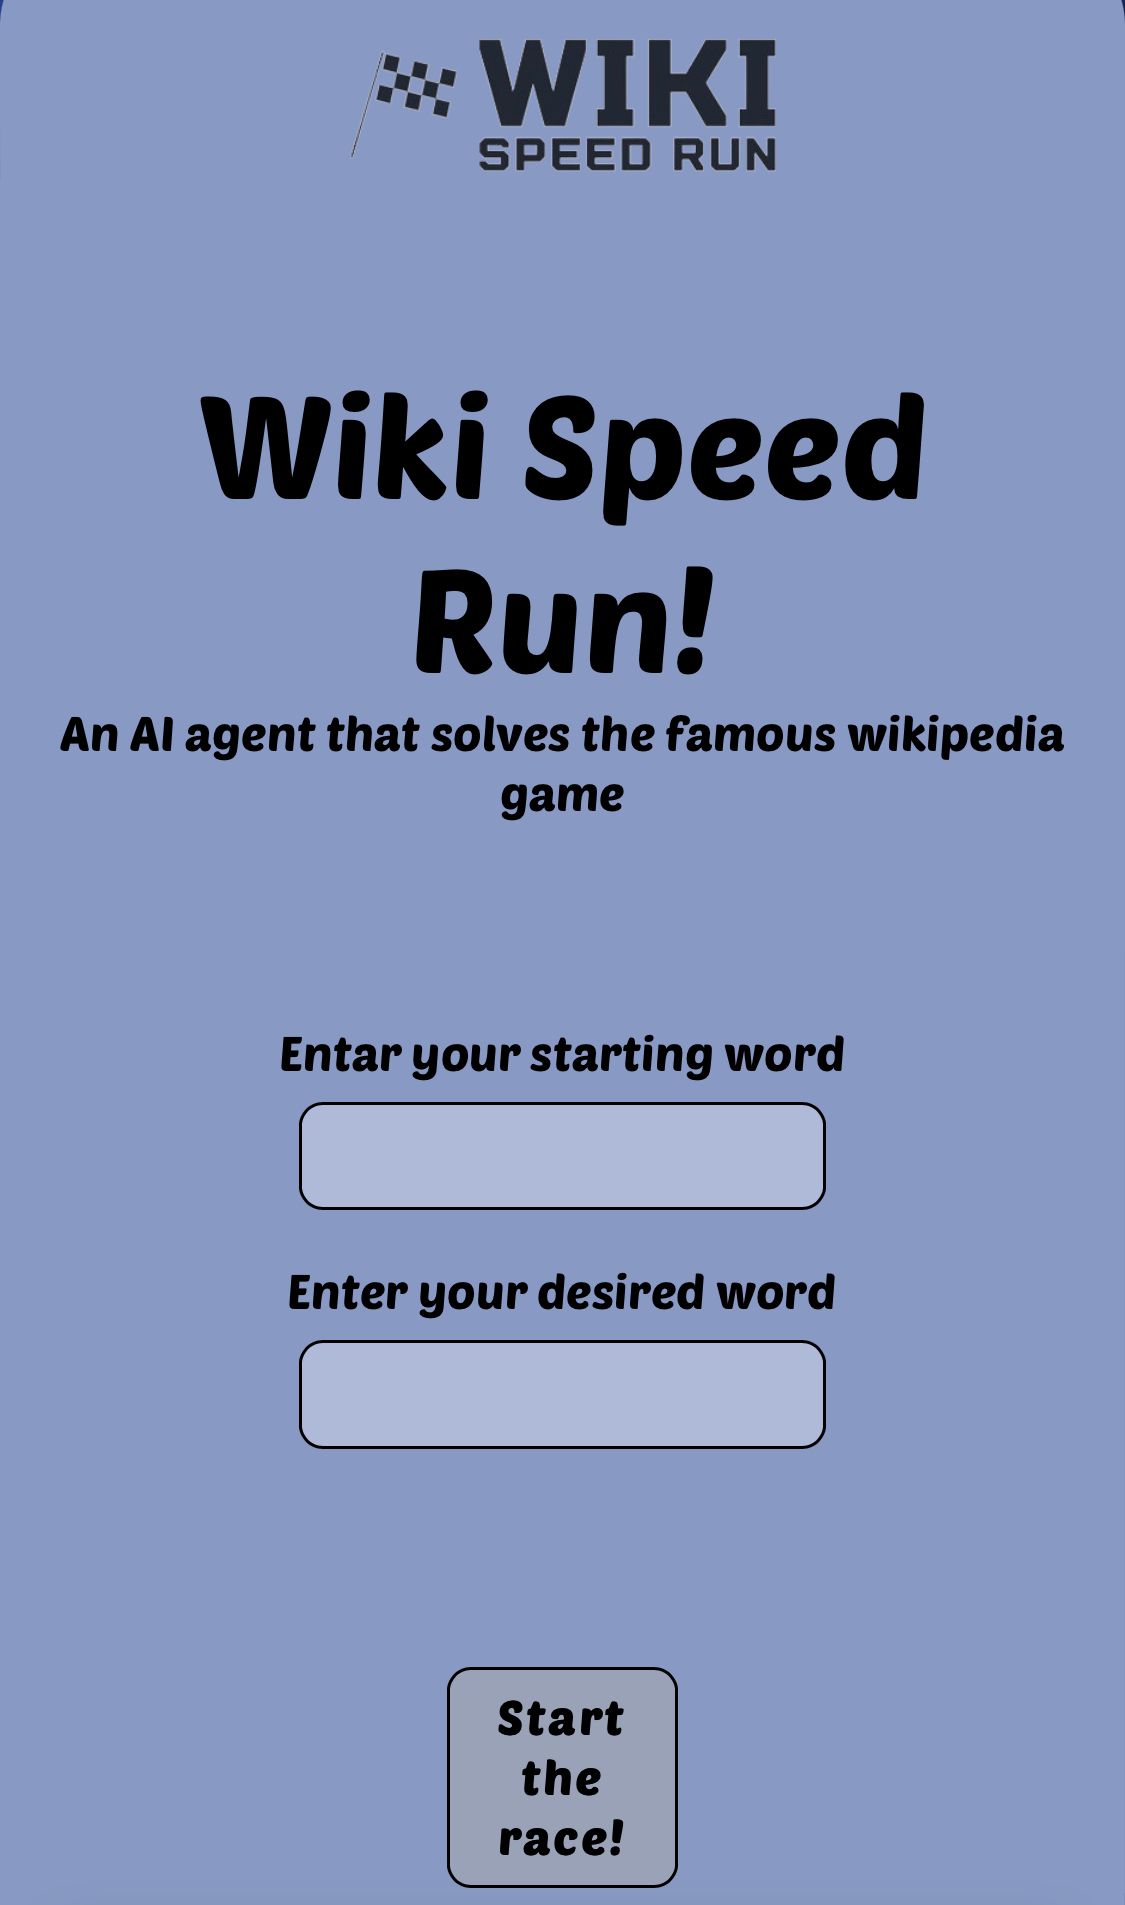 WIKI
SPEED RUN
Wiki Speed
Run!
An AI agent that solves the famous wikipedia
game
Entar your starting word
Enter your desired word
Start
the
race!